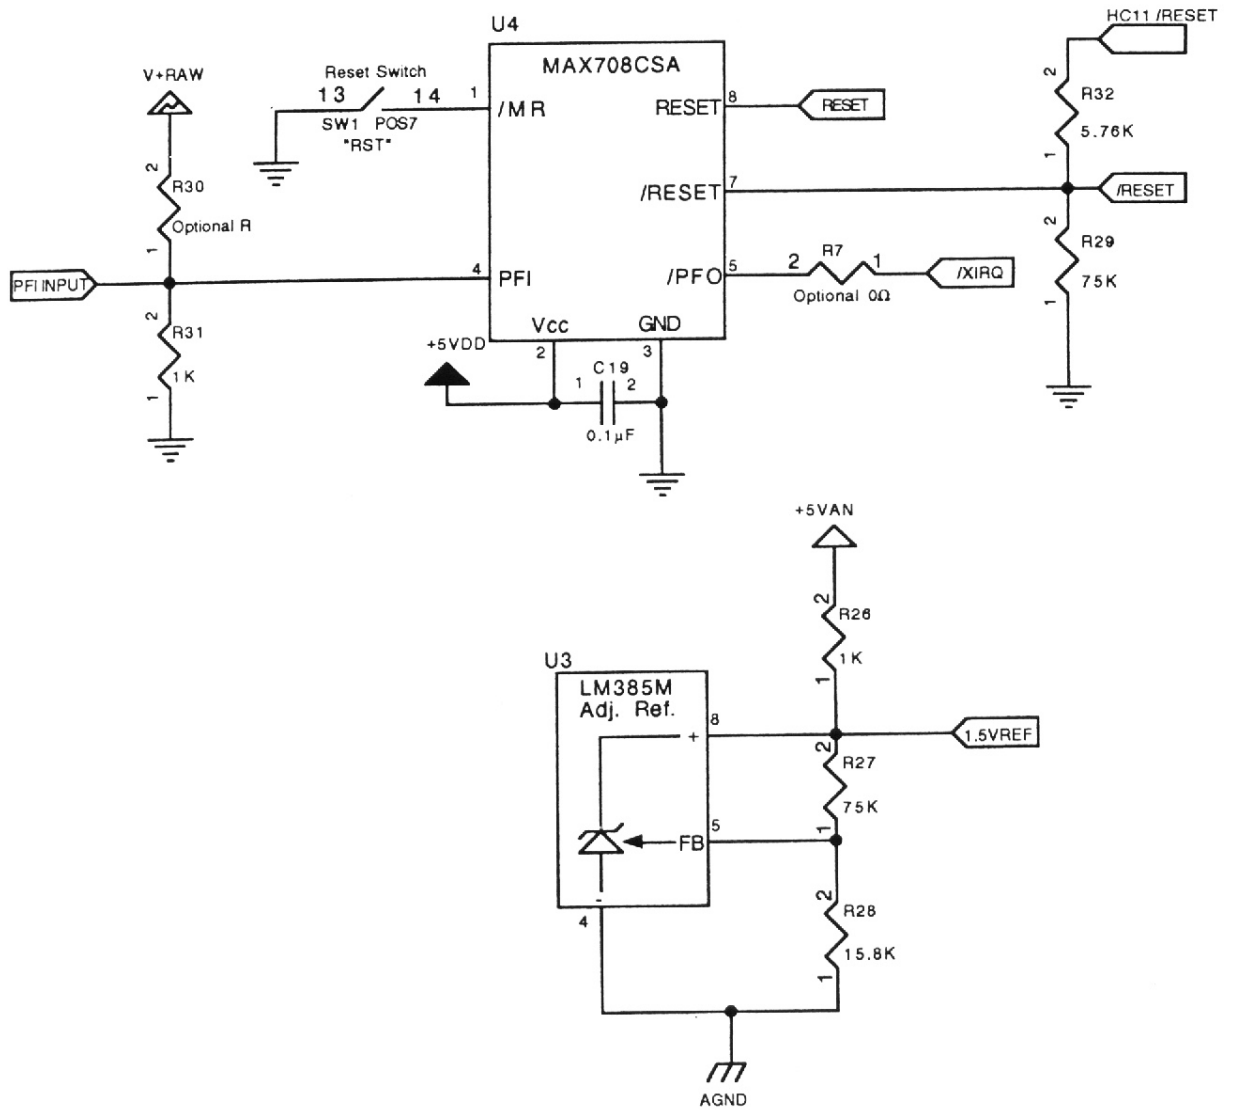 HC11 /RESET
U4
MAX708CSA
V+RAW
Reset Switch
13 14 1
/MR
SW1 POS7
"RST"
RESET 8
RESET
2
R32
5.76K
1
2
R30
Optional R
1
/RESET 7
/RESET
2
R29
75K
1
PFI INPUT
4 PFI
/PFO 5
2 R7 1
/XIRQ
Optional 0Ω
2
R31
1K
1
Vcc GND
+5VDD
2 3
C19
1 2
0.1µF
+5VAN
2
R26
1K
1
U3
LM385M
Adj. Ref.
+ 8
1.5VREF
2
R27
75K
1
FB 5
-
4
2
R28
15.8K
1
AGND